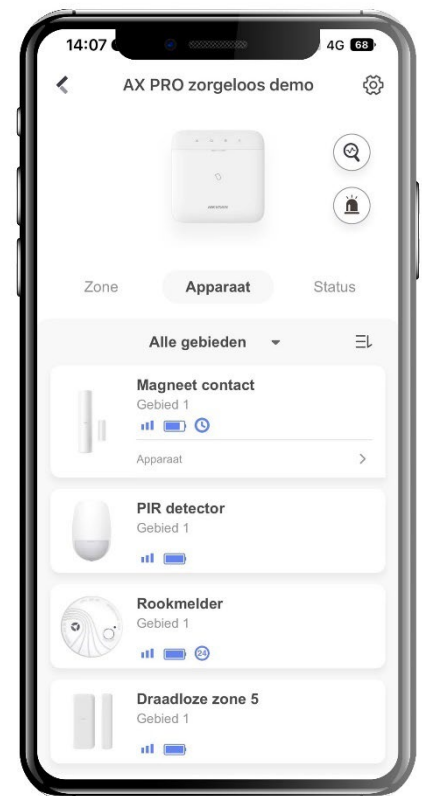 14:07
4G 68
AX PRO zorgeloos demo
Zone Apparaat Status
Alle gebieden
Magneet contact
Gebied 1
Apparaat
PIR detector
Gebied 1
Rookmelder
Gebied 1
24
Draadloze zone 5
Gebied 1